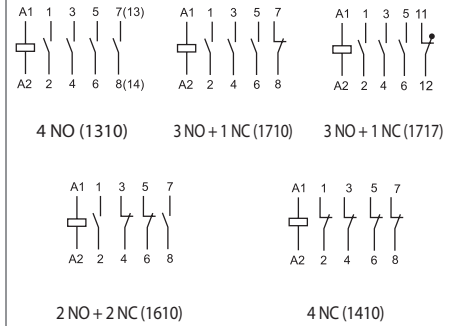 A1 1 3 5 7(13)
A2 2 4 6 8(14)
4 NO (1310)
A1 1 3 5 7
A2 2 4 6 8
3 NO + 1 NC (1710)
A1 1 3 5 11
A2 2 4 6 12
3 NO + 1 NC (1717)
A1 1 3 5 7
A2 2 4 6 8
2 NO + 2 NC (1610)
A1 1 3 5 7
A2 2 4 6 8
4 NC (1410)